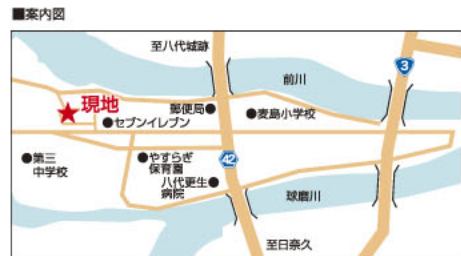 ■案内図
至八代城跡
3
前川
★現地
郵便局●
●麦島小学校
●セブンイレブン
●第三
中学校
●やすらぎ
保育園
42
八代更生●
病院
球磨川
至日奈久